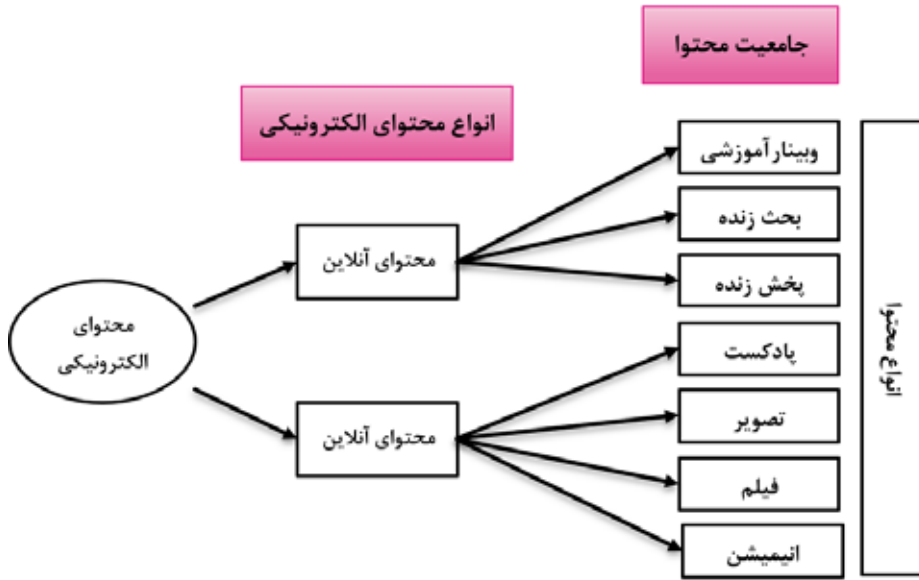 جامعیت محتوا
انواع محتوای الکترونیکی
وبینار آموزشی
بحث زنده
پخش زنده
پادکست
تصویر
فیلم
انیمیشن
انواع محتوا
محتوای آنلاین
محتوای آنلاین
محتوای
الکترونیکی